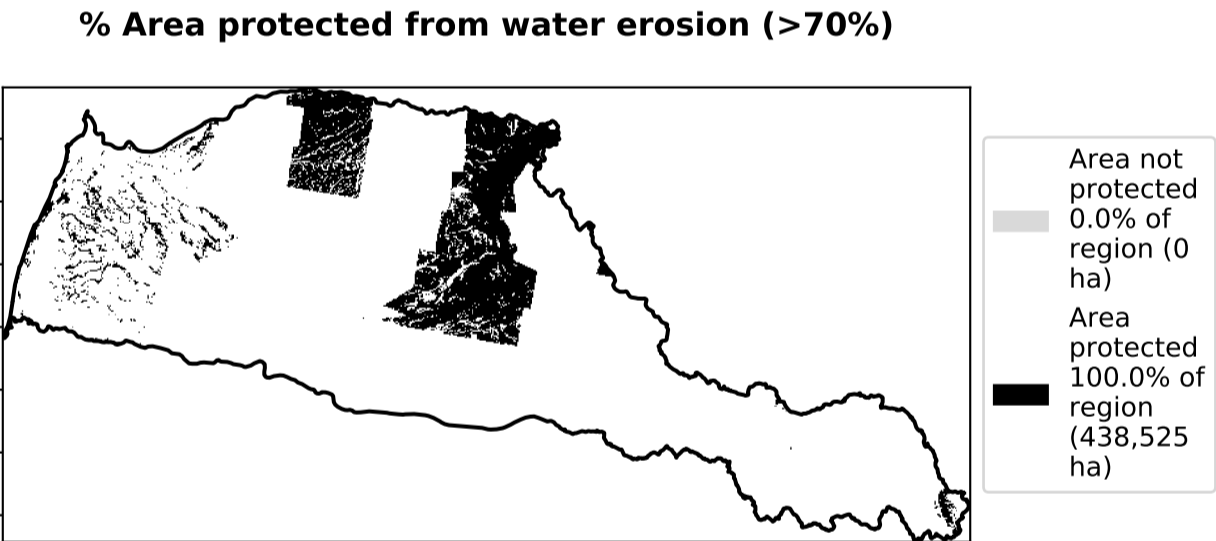 % Area protected from water erosion (>70%)
Area not
protected
0.0% of
region (0
ha)
Area
protected
100.0% of
region
(438,525
ha)